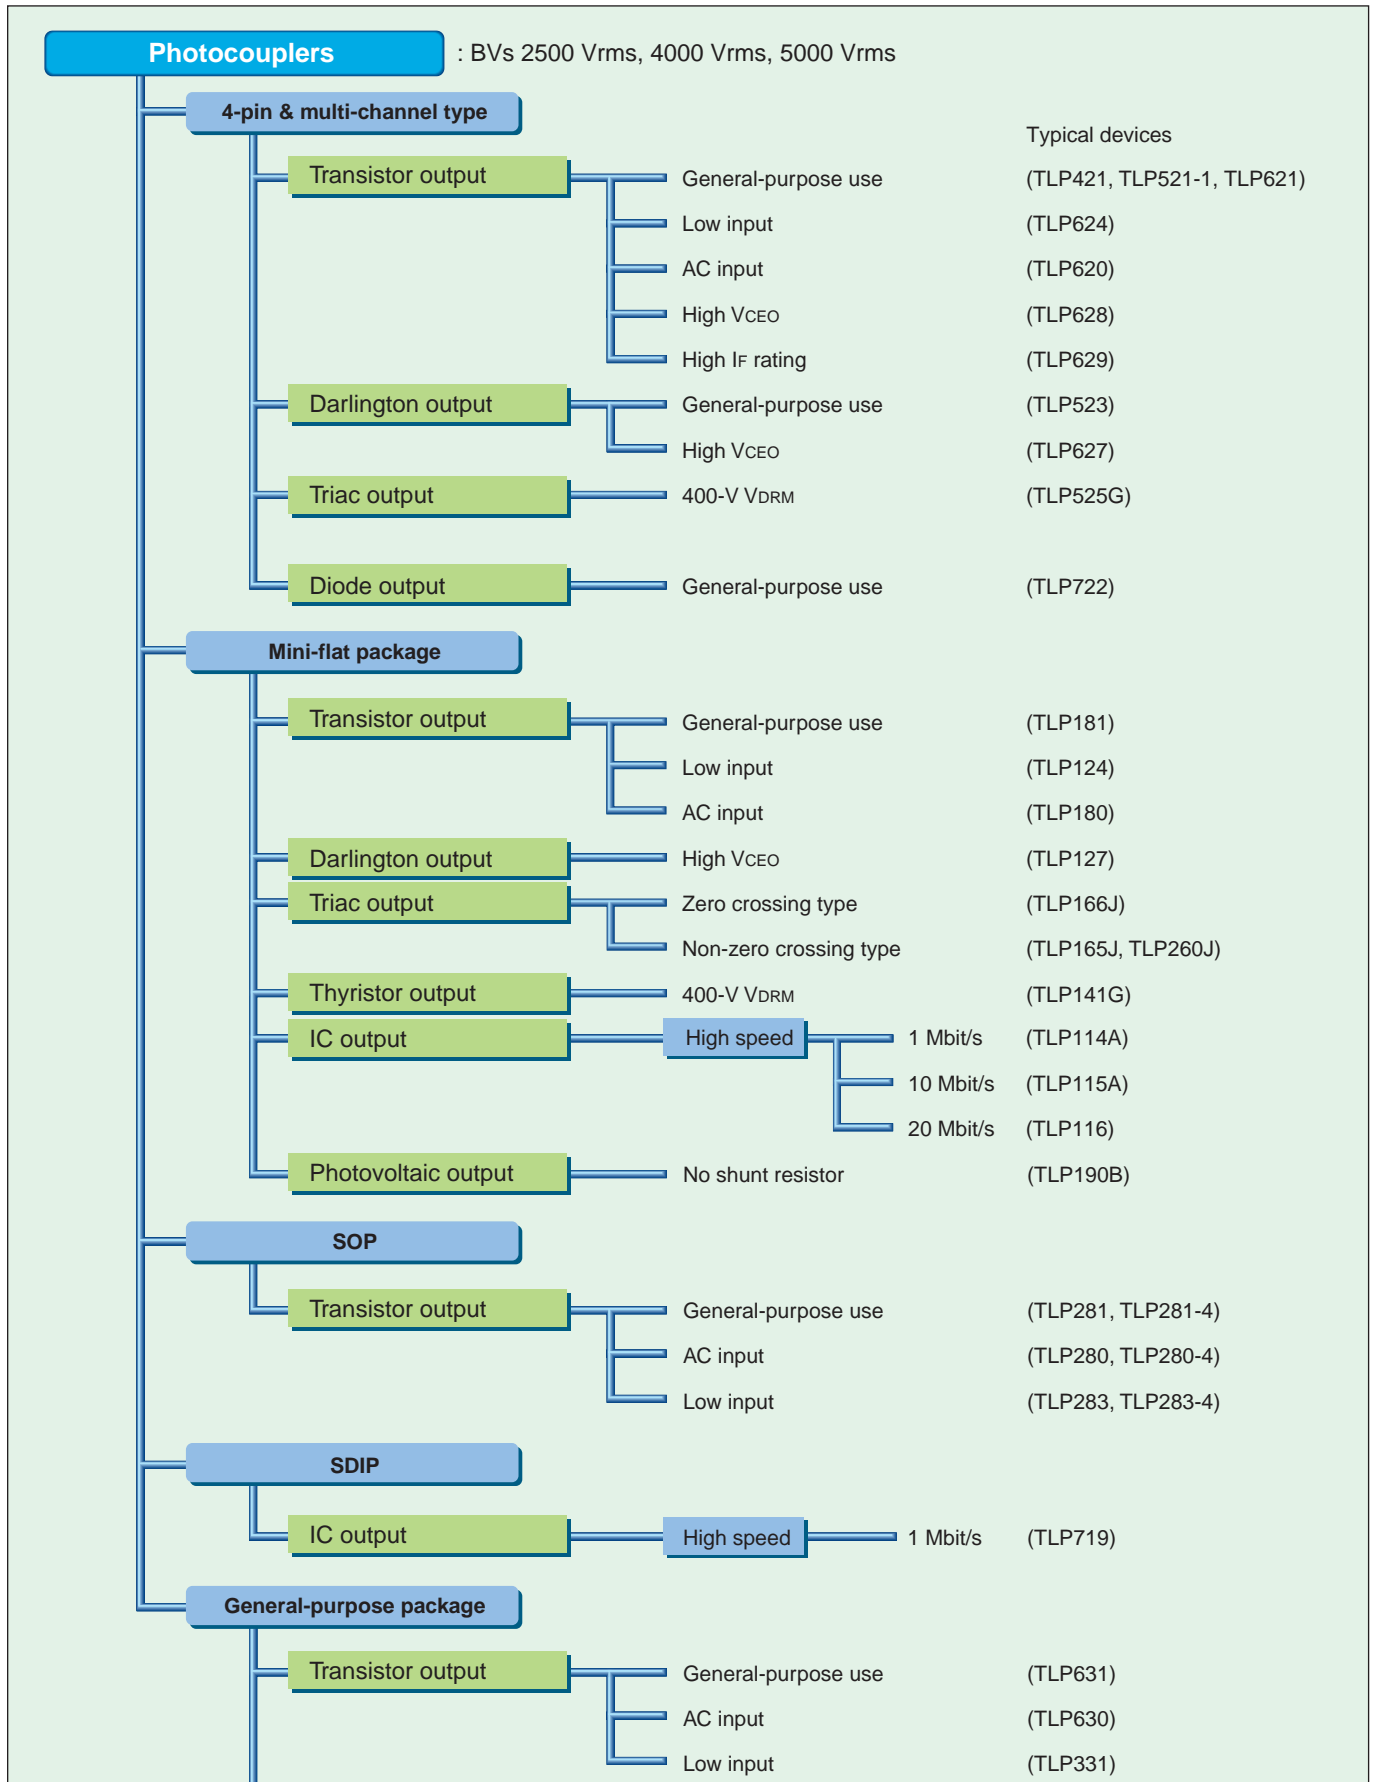 Photocouplers : BVs 2500 Vrms, 4000 Vrms, 5000 Vrms
4-pin & multi-channel type
Typical devices
Transistor output General-purpose use (TLP421, TLP521-1, TLP621)
Low input (TLP624)
AC input (TLP620)
High VCEO (TLP628)
High IF rating (TLP629)
Darlington output General-purpose use (TLP523)
High VCEO (TLP627)
Triac output 400-V VDRM (TLP525G)
Diode output General-purpose use (TLP722)
Mini-flat package
Transistor output General-purpose use (TLP181)
Low input (TLP124)
AC input (TLP180)
Darlington output High VCEO (TLP127)
Triac output Zero crossing type (TLP166J)
Non-zero crossing type (TLP165J, TLP260J)
Thyristor output 400-V VDRM (TLP141G)
IC output High speed 1 Mbit/s (TLP114A)
10 Mbit/s (TLP115A)
20 Mbit/s (TLP116)
Photovoltaic output No shunt resistor (TLP190B)
SOP
Transistor output General-purpose use (TLP281, TLP281-4)
AC input (TLP280, TLP280-4)
Low input (TLP283, TLP283-4)
SDIP
IC output High speed 1 Mbit/s (TLP719)
General-purpose package
Transistor output General-purpose use (TLP631)
AC input (TLP630)
Low input (TLP331)